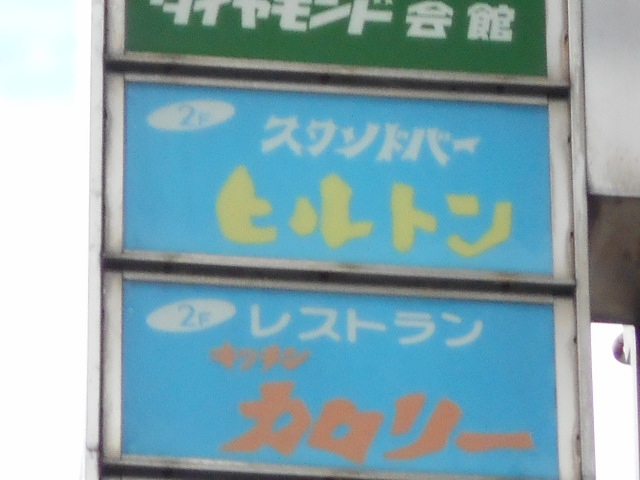 ダイヤモンド会館
2F
スワンドバー
ヒルトン
2F
レストラン
キッチン
カロリー